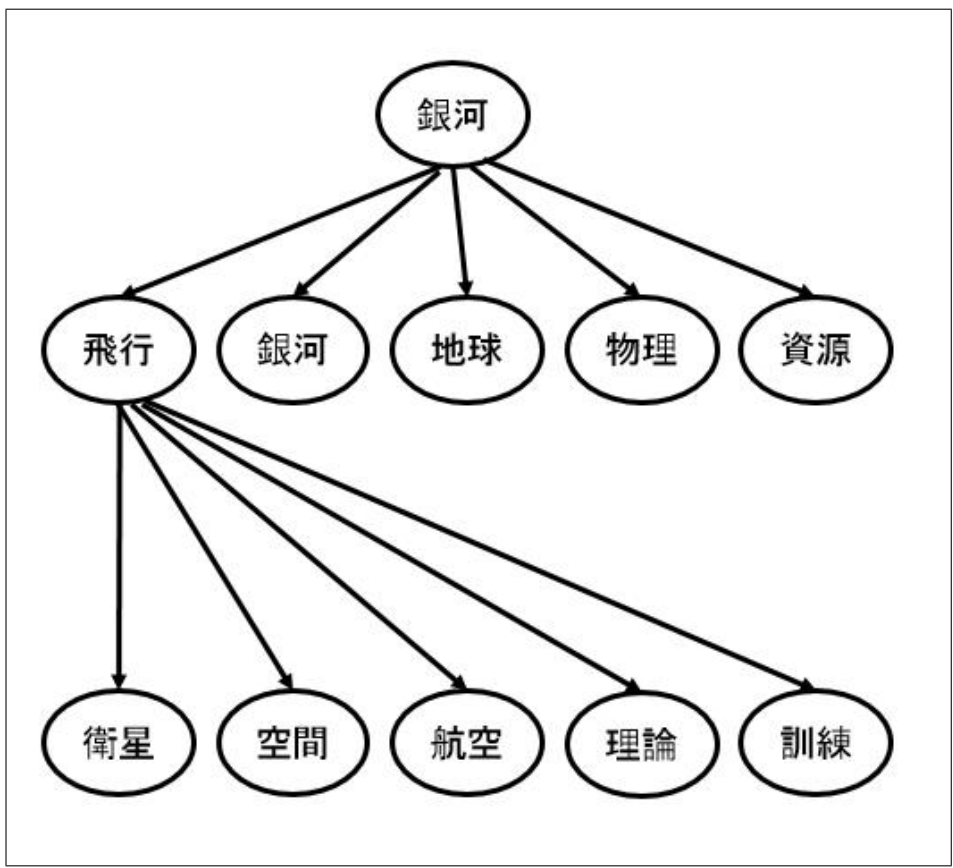 銀河
飛行 銀河 地球 物理 資源
衛星 空間 航空 理論 訓練